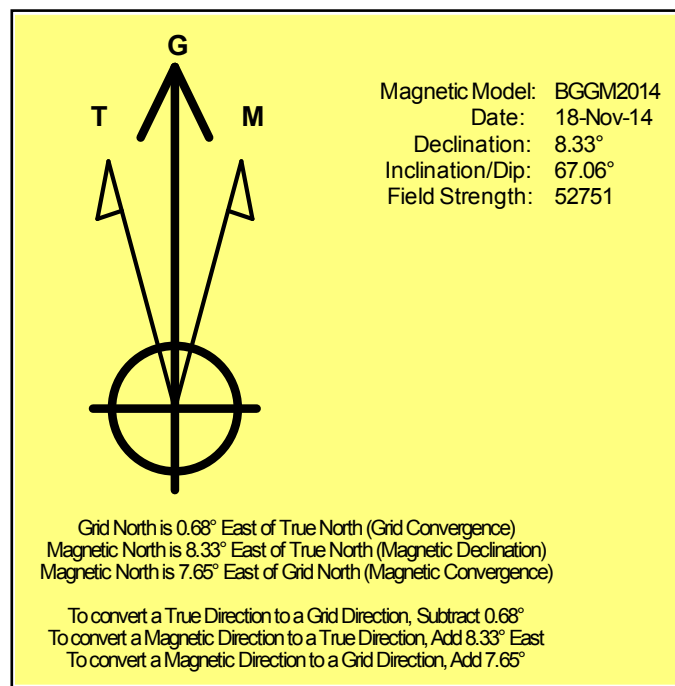 G
T
M
Magnetic Model: BGGM2014
Date: 18-Nov-14
Declination: 8.33°
Inclination/Dip: 67.06°
Field Strength: 52751
Grid North is 0.68° East of True North (Grid Convergence)
Magnetic North is 8.33° East of True North (Magnetic Declination)
Magnetic North is 7.65° East of Grid North (Magnetic Convergence)
To convert a True Direction to a Grid Direction, Subtract 0.68°
To convert a Magnetic Direction to a True Direction, Add 8.33° East
To convert a Magnetic Direction to a Grid Direction, Add 7.65°